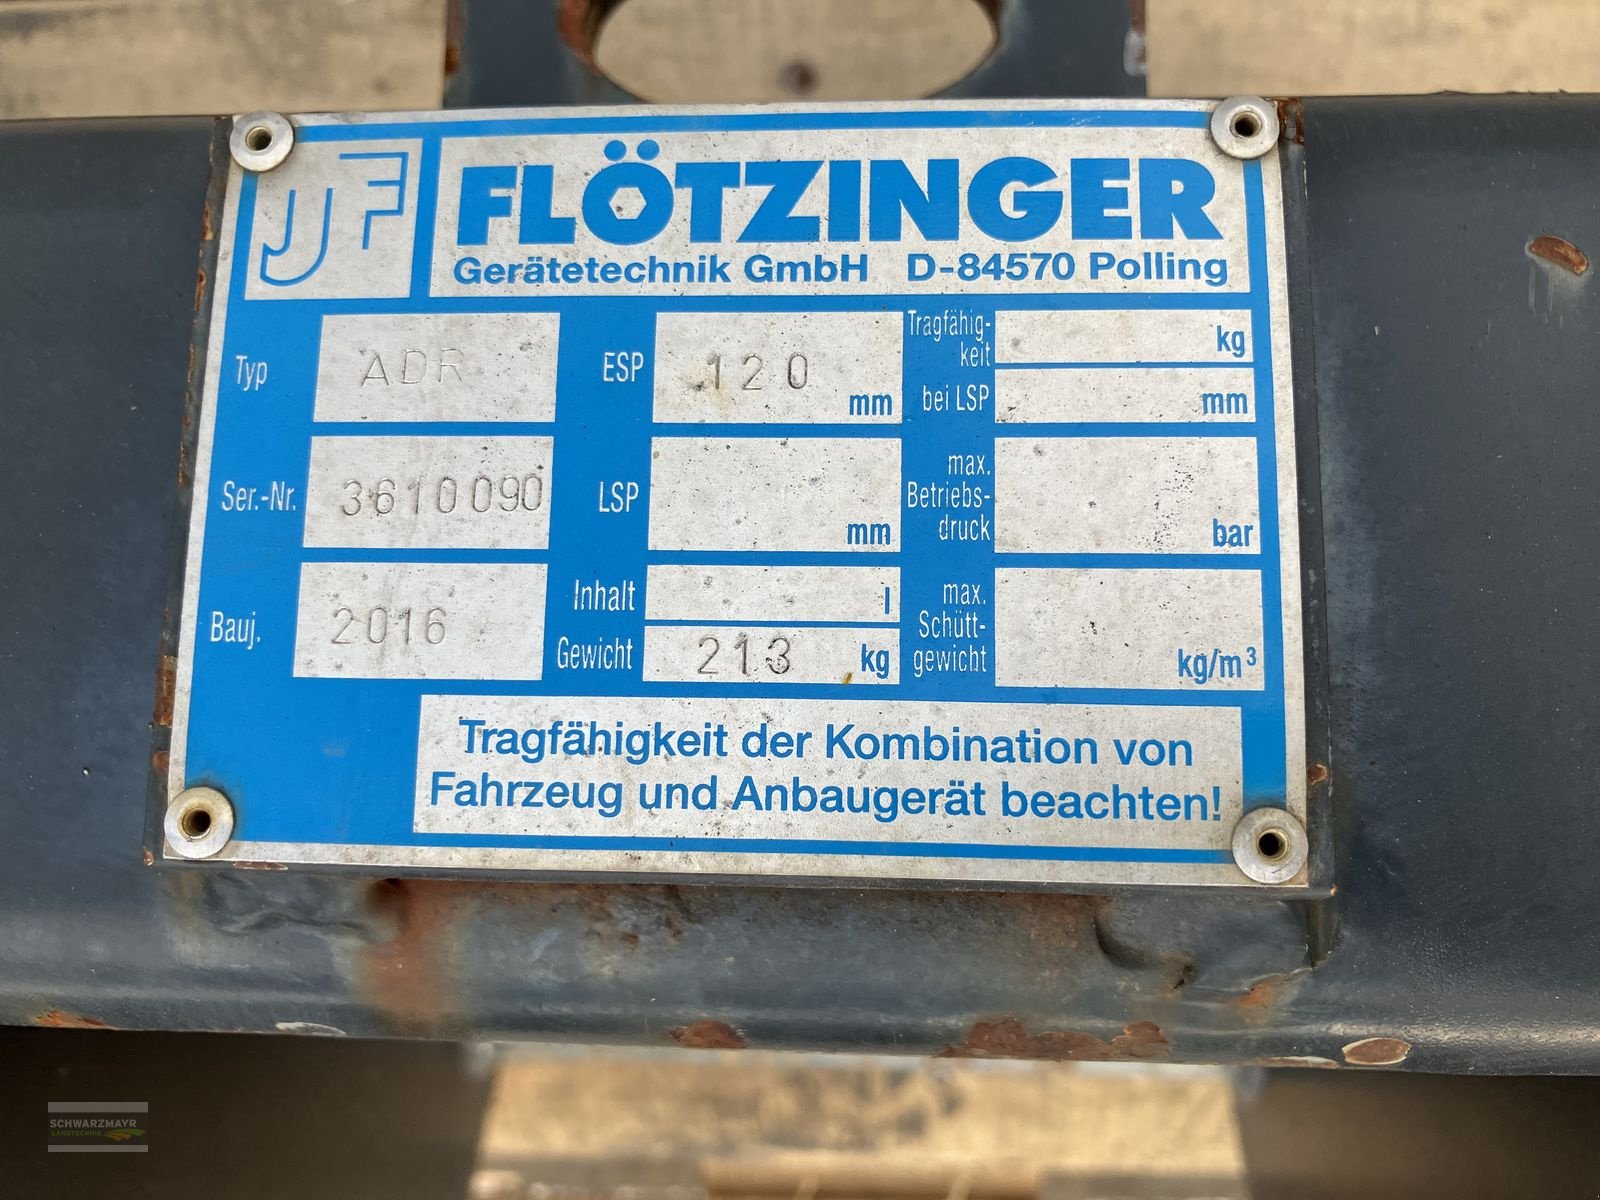 JF
FLÖTZINGER
Gerätetechnik GmbH D-84570 Polling
Typ ADR
ESP 120 mm
Tragfähig-
keit kg
bei LSP mm
Ser.-Nr. 3610090
LSP mm
max.
Betriebs-
druck bar
Bauj. 2016
Inhalt l
Gewicht 213 kg
max.
Schütt-
gewicht kg/m³
Tragfähigkeit der Kombination von
Fahrzeug und Anbaugerät beachten!
SCHWARZMAYR
LANDTECHNIK